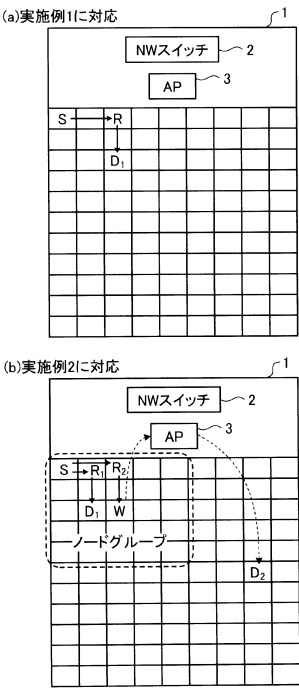 (a)実施例1に対応
1
NWスイッチ 2
AP 3
S R
D1
(b)実施例2に対応
1
NWスイッチ 2
AP 3
S R1 R2
D1 W
ノードグループ
D2